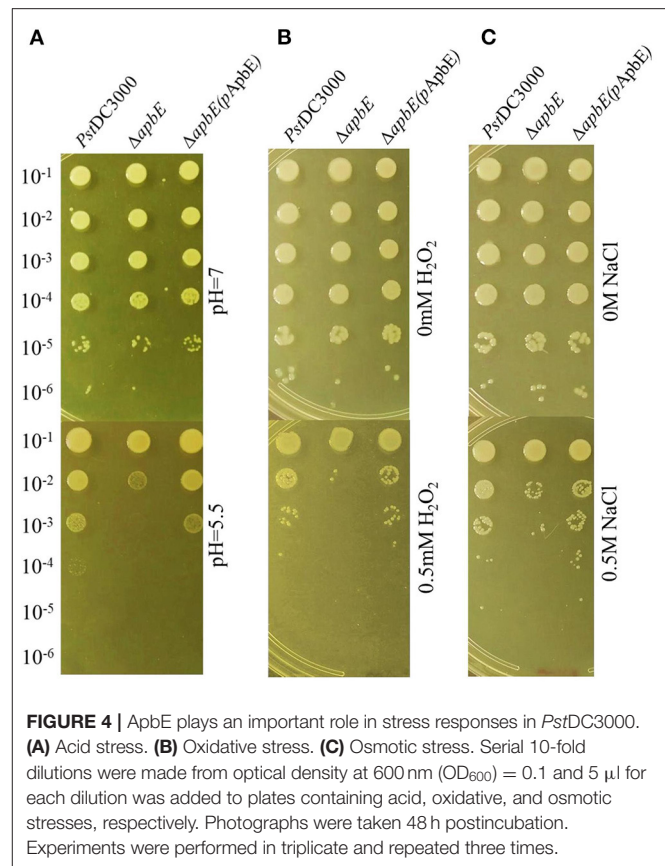 A
B
C
PstDC3000
ΔapbE
ΔapbE(pApbE)
PstDC3000
ΔapbE
ΔapbE(pApbE)
PstDC3000
ΔapbE
ΔapbE(pApbE)
10⁻¹
10⁻²
10⁻³
10⁻⁴
10⁻⁵
10⁻⁶
pH=7
0mM H₂O₂
0M NaCl
10⁻¹
10⁻²
10⁻³
10⁻⁴
10⁻⁵
10⁻⁶
pH=5.5
0.5mM H₂O₂
0.5M NaCl
FIGURE 4 | ApbE plays an important role in stress responses in PstDC3000.
(A) Acid stress. (B) Oxidative stress. (C) Osmotic stress. Serial 10-fold
dilutions were made from optical density at 600 nm (OD₆₀₀) = 0.1 and 5 µl for
each dilution was added to plates containing acid, oxidative, and osmotic
stresses, respectively. Photographs were taken 48 h postincubation.
Experiments were performed in triplicate and repeated three times.